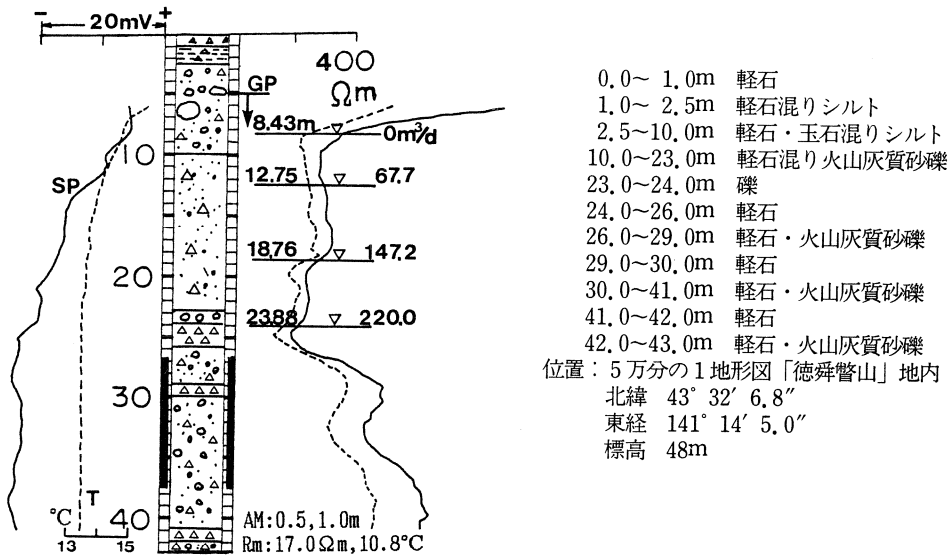 − 20mV +
400
Ωm
GP
8.43m 0m³/d
10
12.75 67.7
SP
18.76 147.2
20
23.88 220.0
30
T
40
℃
13 15
AM:0.5, 1.0m
Rm:17.0Ωm, 10.8℃
0.0〜 1.0m 軽石
1.0〜 2.5m 軽石混りシルト
2.5〜10.0m 軽石・玉石混りシルト
10.0〜23.0m 軽石混り火山灰質砂礫
23.0〜24.0m 礫
24.0〜26.0m 軽石
26.0〜29.0m 軽石・火山灰質砂礫
29.0〜30.0m 軽石
30.0〜41.0m 軽石・火山灰質砂礫
41.0〜42.0m 軽石
42.0〜43.0m 軽石・火山灰質砂礫
位置：5万分の1地形図「徳舜瞥山」地内
北緯 43° 32′ 6.8″
東経 141° 14′ 5.0″
標高 48m